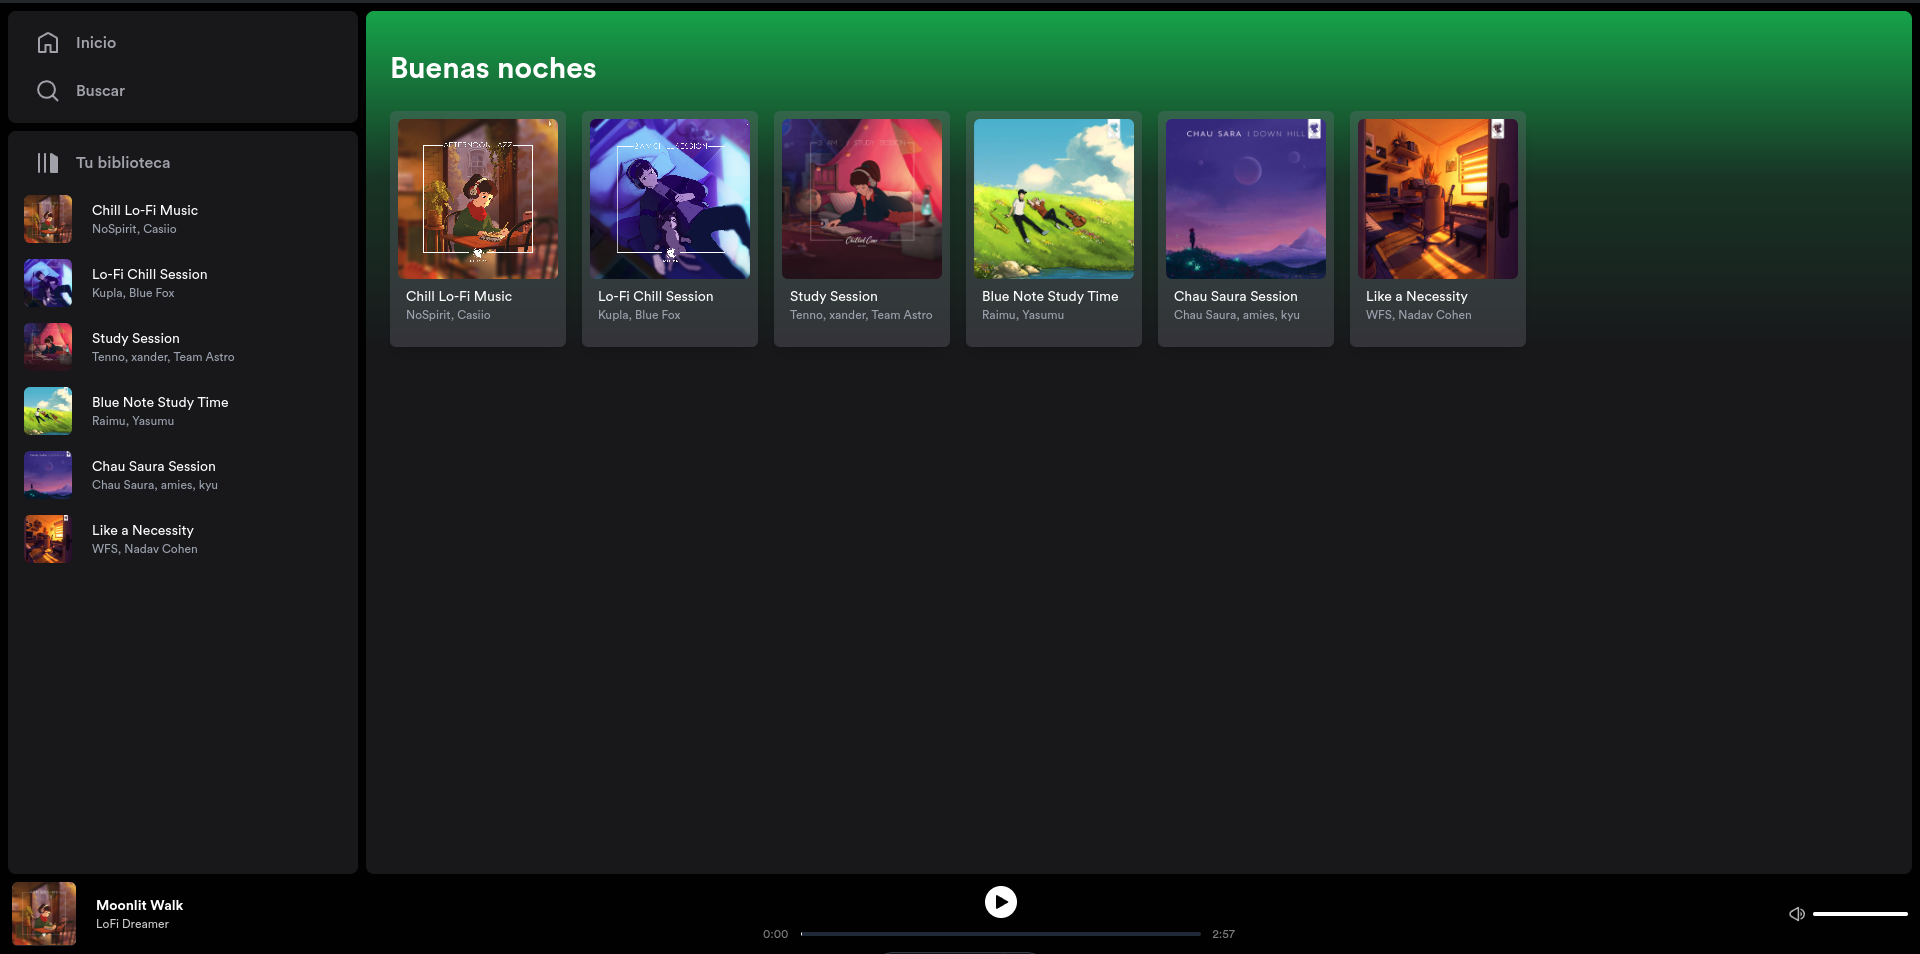 Inicio
Buscar
Tu biblioteca
Chill Lo-Fi Music
NoSpirit, Casiio
Lo-Fi Chill Session
Kupla, Blue Fox
Study Session
Tenno, xander, Team Astro
Blue Note Study Time
Raimu, Yasumu
Chau Saura Session
Chau Saura, amies, kyu
Like a Necessity
WFS, Nadav Cohen
Buenas noches
CHAU SARA | DOWN HILL
Chill Lo-Fi Music
NoSpirit, Casiio
Lo-Fi Chill Session
Kupla, Blue Fox
Study Session
Tenno, xander, Team Astro
Blue Note Study Time
Raimu, Yasumu
Chau Saura Session
Chau Saura, amies, kyu
Like a Necessity
WFS, Nadav Cohen
Moonlit Walk
LoFi Dreamer
0:00
2:57